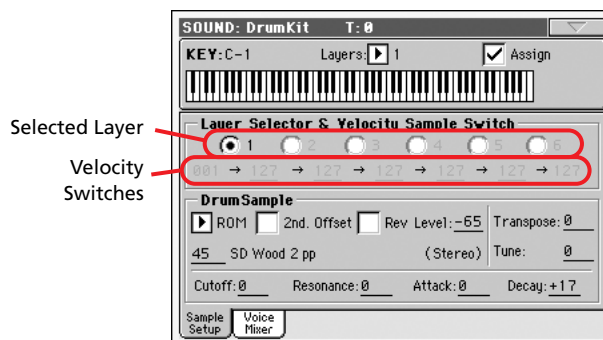 SOUND: DrumKit T:0
KEY:C-1 Layers: 1 Assign
Selected Layer
Layer Selector & Velocity Sample Switch
1 2 3 4 5 6
Velocity Switches
001 → 127 → 127 → 127 → 127 → 127 → 127
DrumSample
ROM 2nd. Offset Rev Level:-65 Transpose:0
45 SD Wood 2 pp (Stereo) Tune: 0
Cutoff:0 Resonance:0 Attack:0 Decay:+17
Sample Setup Voice Mixer